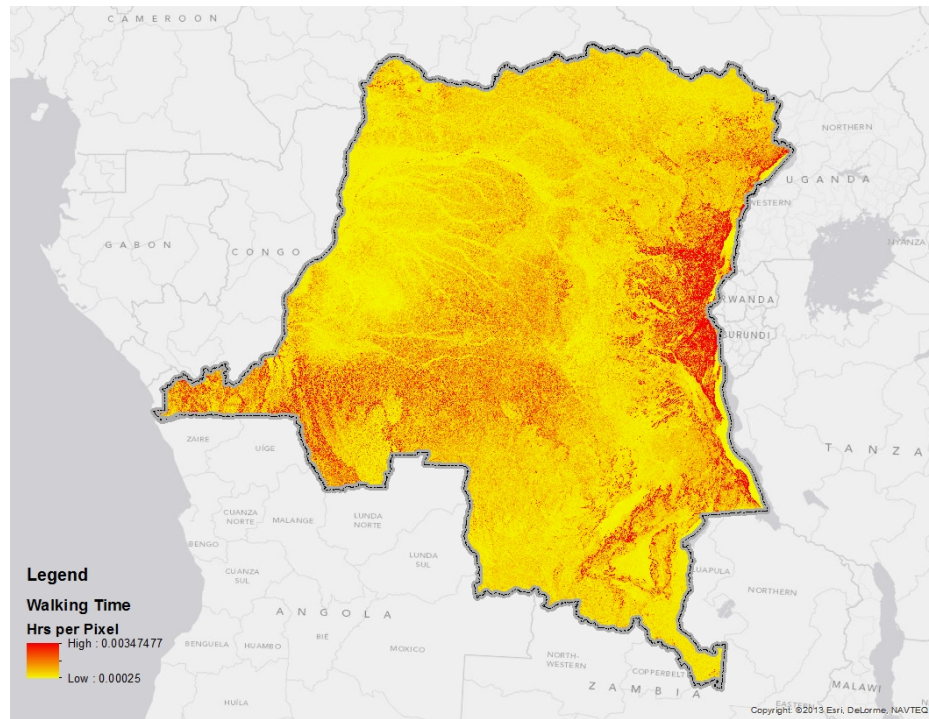 CAMEROON
NORTHERN
UGANDA
WESTERN
GABON
CONGO
NYANZA
RWANDA
BURUNDI
ZAIRE
UÍGE
TANZA
CUANZA
NORTE
MALANGE
LUNDA
NORTE
BENGO
LUNDA
SUL
CUANZA
SUL
LUAPULA
NORTHERN
Legend
Walking Time
Hrs per Pixel
High : 0.00347477
Low : 0.00025
ANGOLA
BENGUELA
HUAMBO
BIÉ
MOXICO
NORTH-
WESTERN
COPPERBELT
ZAMBIA
MALAWI
HUÍLA
EASTERN
Copyright: ©2013 Esri, DeLorme, NAVTEQ